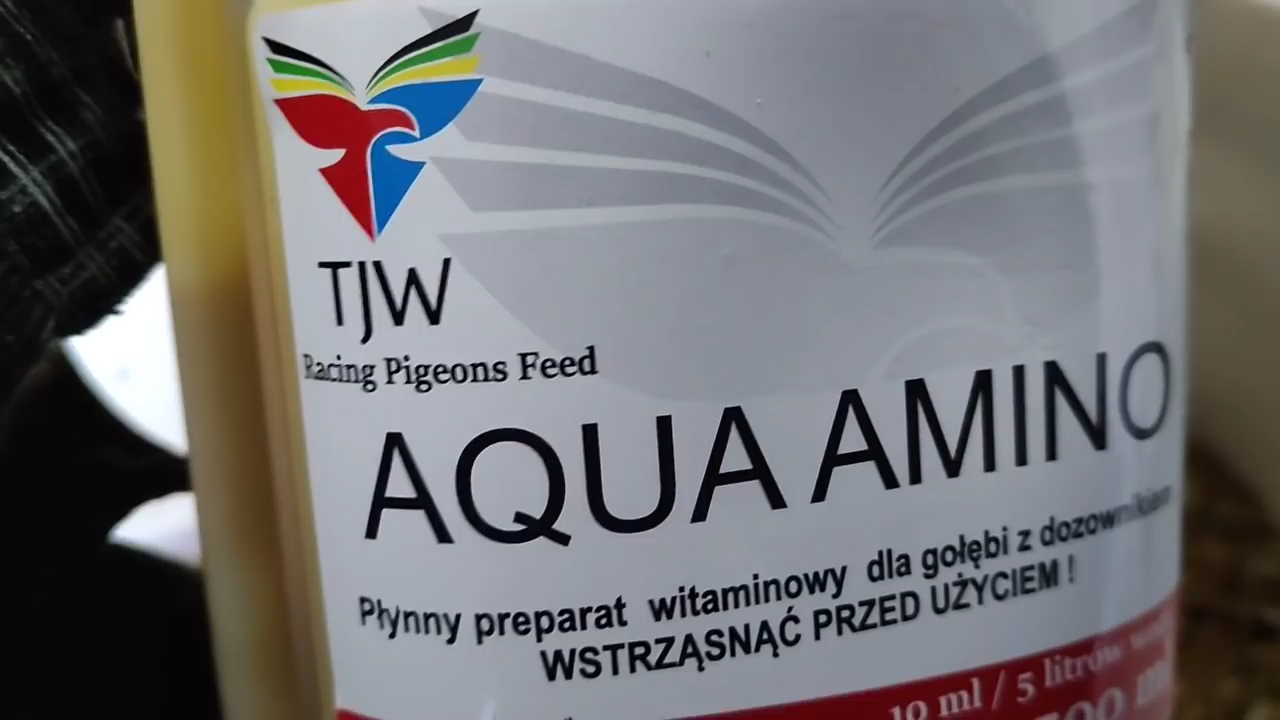 TJW
Racing Pigeons Feed
AQUA AMINO
Płynny preparat witaminowy dla gołębi z dozownikiem
WSTRZĄSNĄĆ PRZED UŻYCIEM !
10 ml / 5 litrów
ml